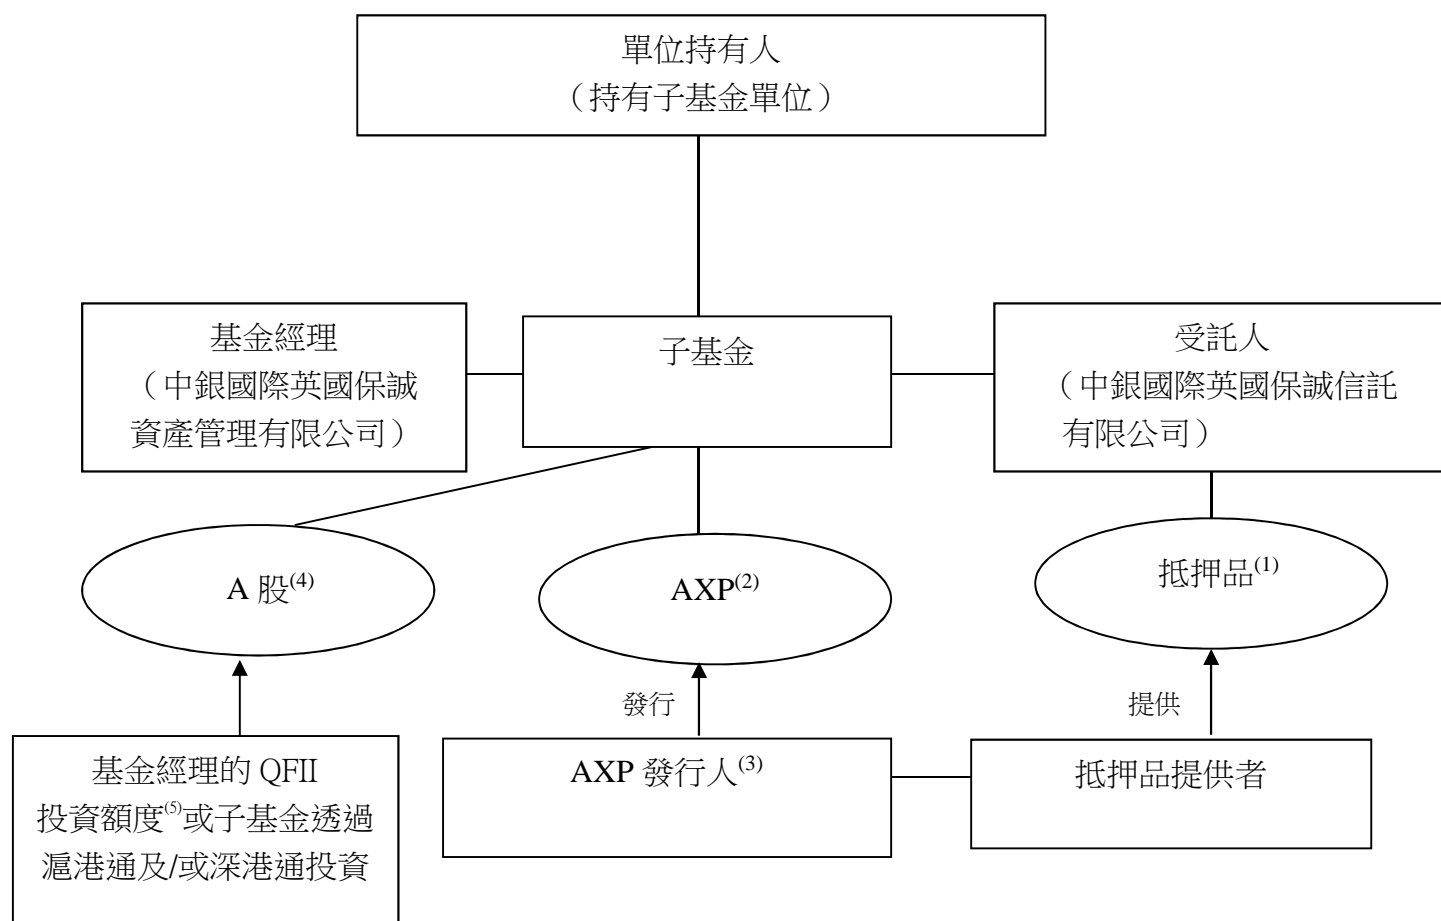 單位持有人
（持有子基金單位）
基金經理
（中銀國際英國保誠
資產管理有限公司）
子基金
受託人
（中銀國際英國保誠信託
有限公司）
A 股(4)
AXP(2)
抵押品(1)
發行
提供
基金經理的 QFII
投資額度(5)或子基金透過
滬港通及/或深港通投資
AXP 發行人(3)
抵押品提供者